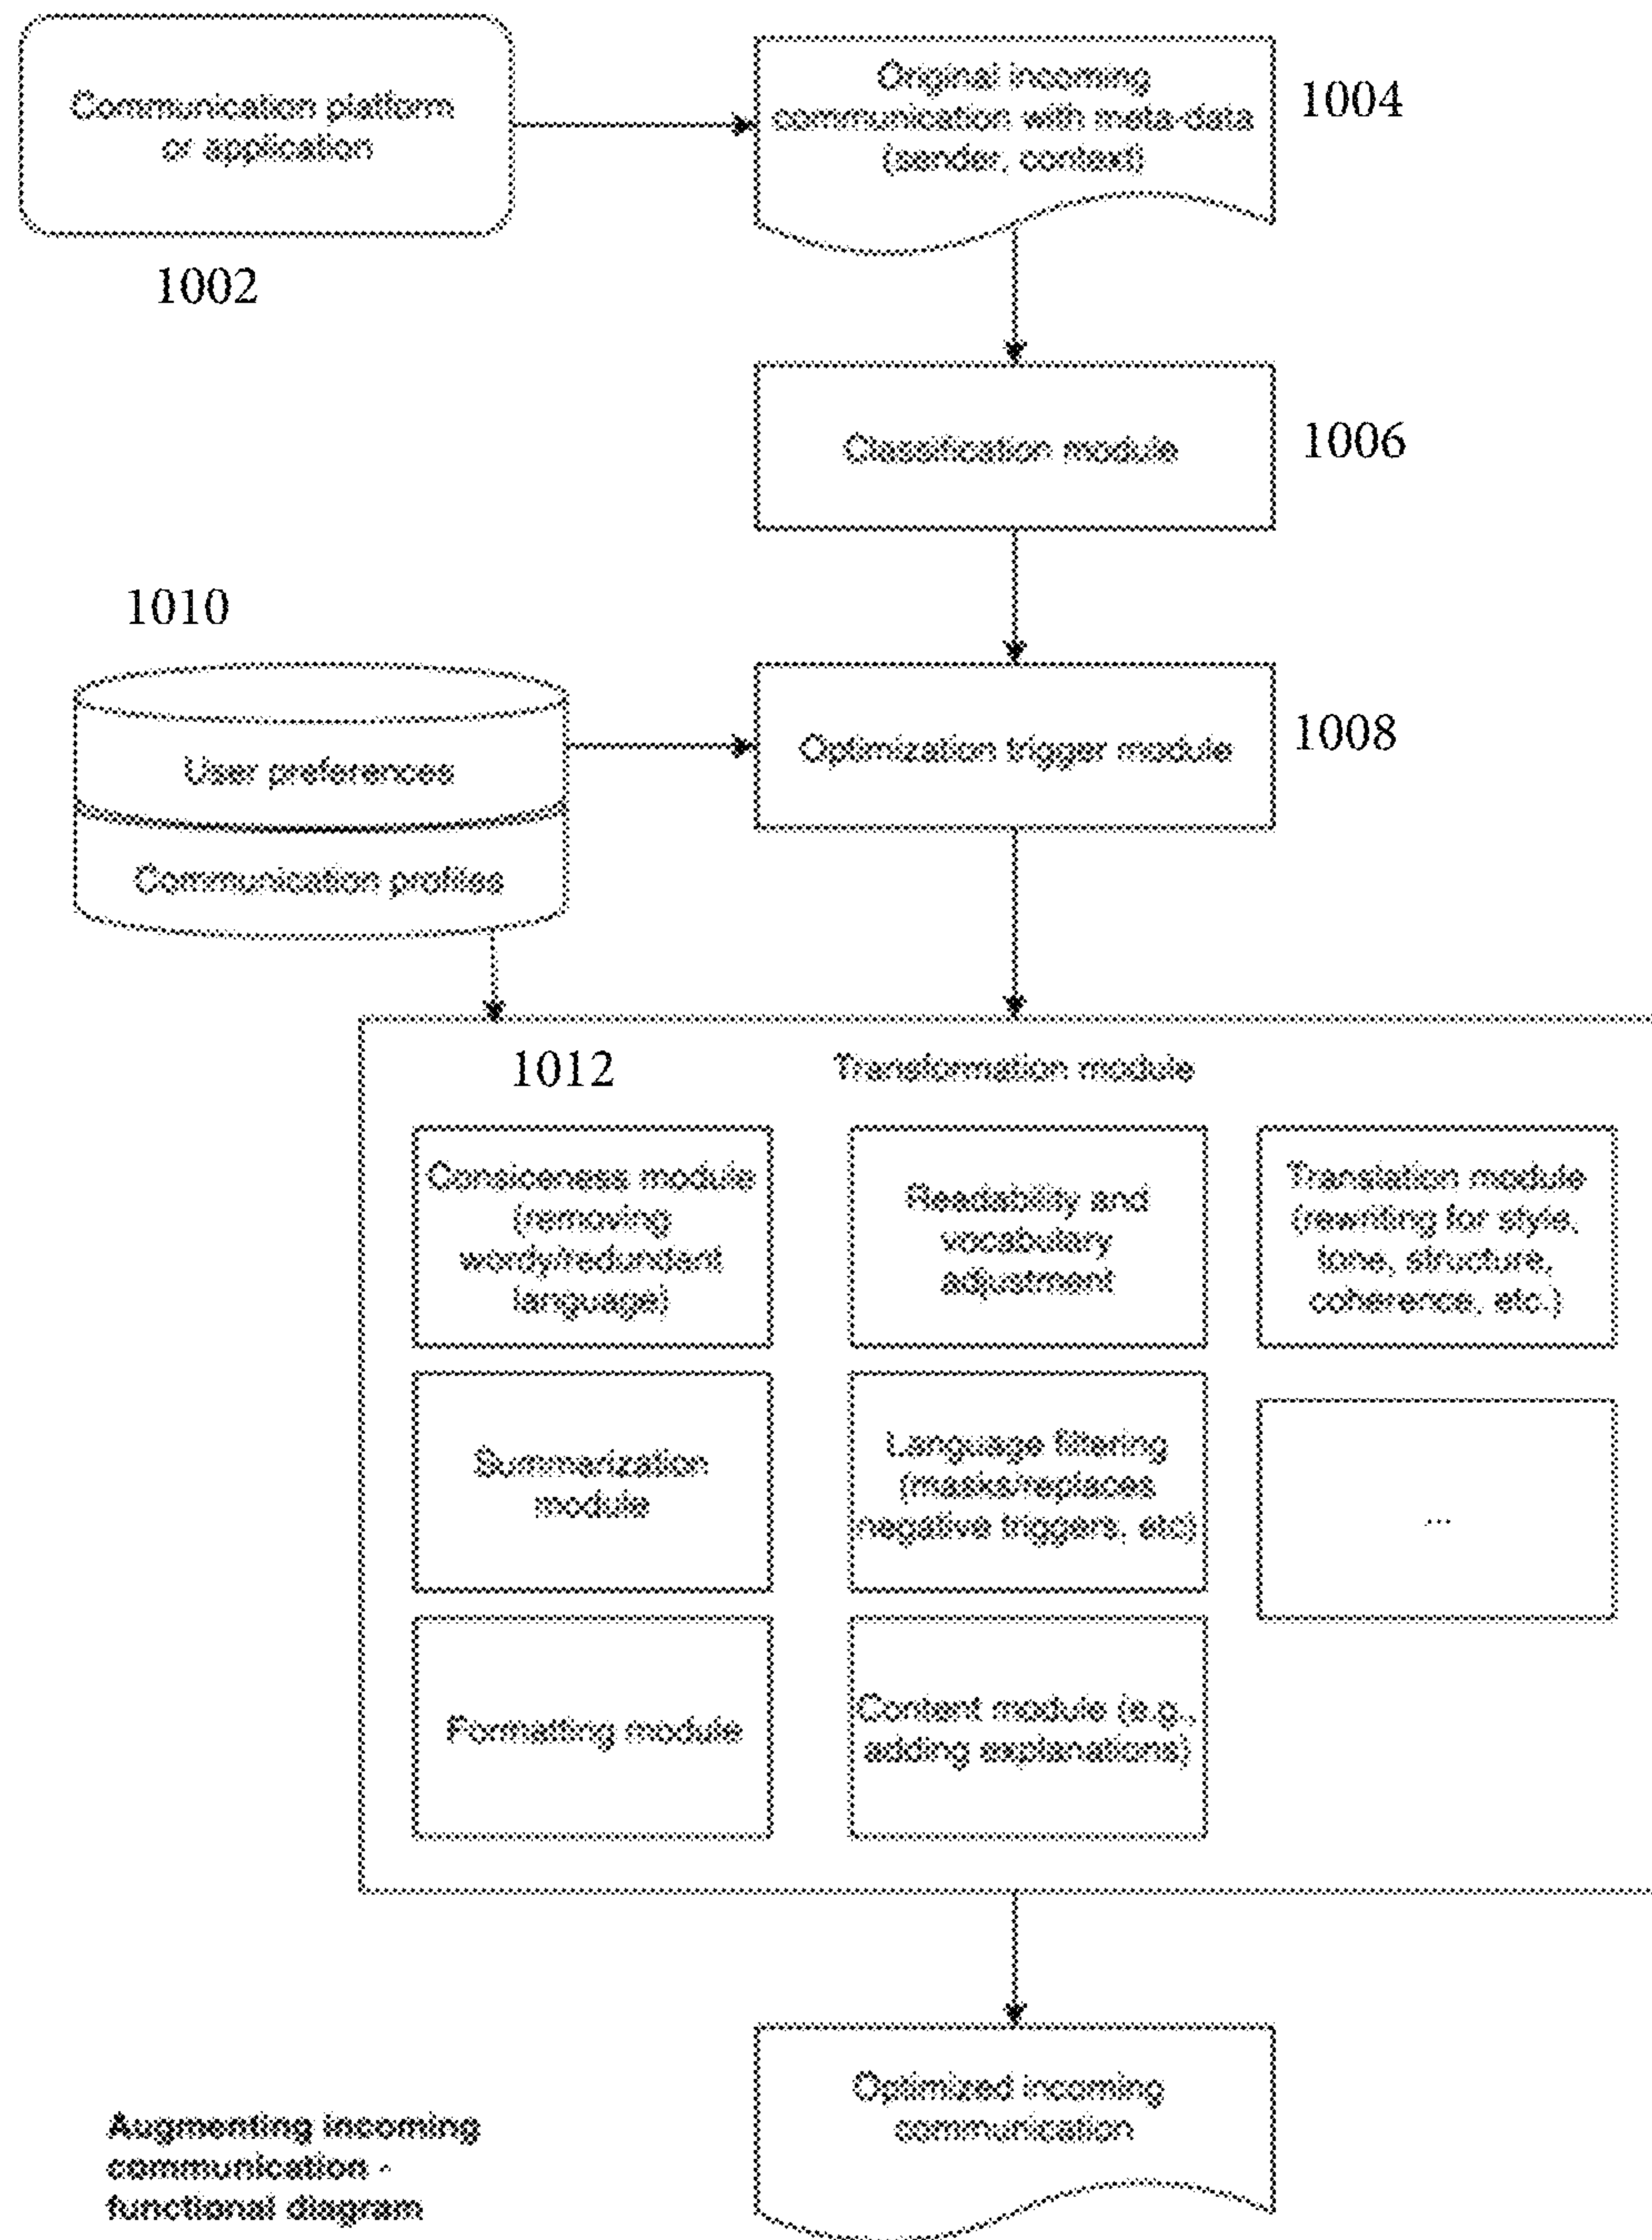 Communication platform
or application
1002
Original incoming
communication with meta-data
(sender, context)
1004
Classification module
1006
1010
User preferences
Communication profiles
Optimization trigger module
1008
1012
Transformation module
Consiceness module
(removing
wordy/redundant
language)
Readability and
vocabulary
adjustment
Translation module
(rewriting for style,
tone, structure,
coherence, etc.)
Summarization
module
Language filtering
(masks/replaces
negative triggers, etc)
...
Formatting module
Content module (e.g.,
adding explanations)
Optimized incoming
communication
Augmenting incoming
communication -
functional diagram